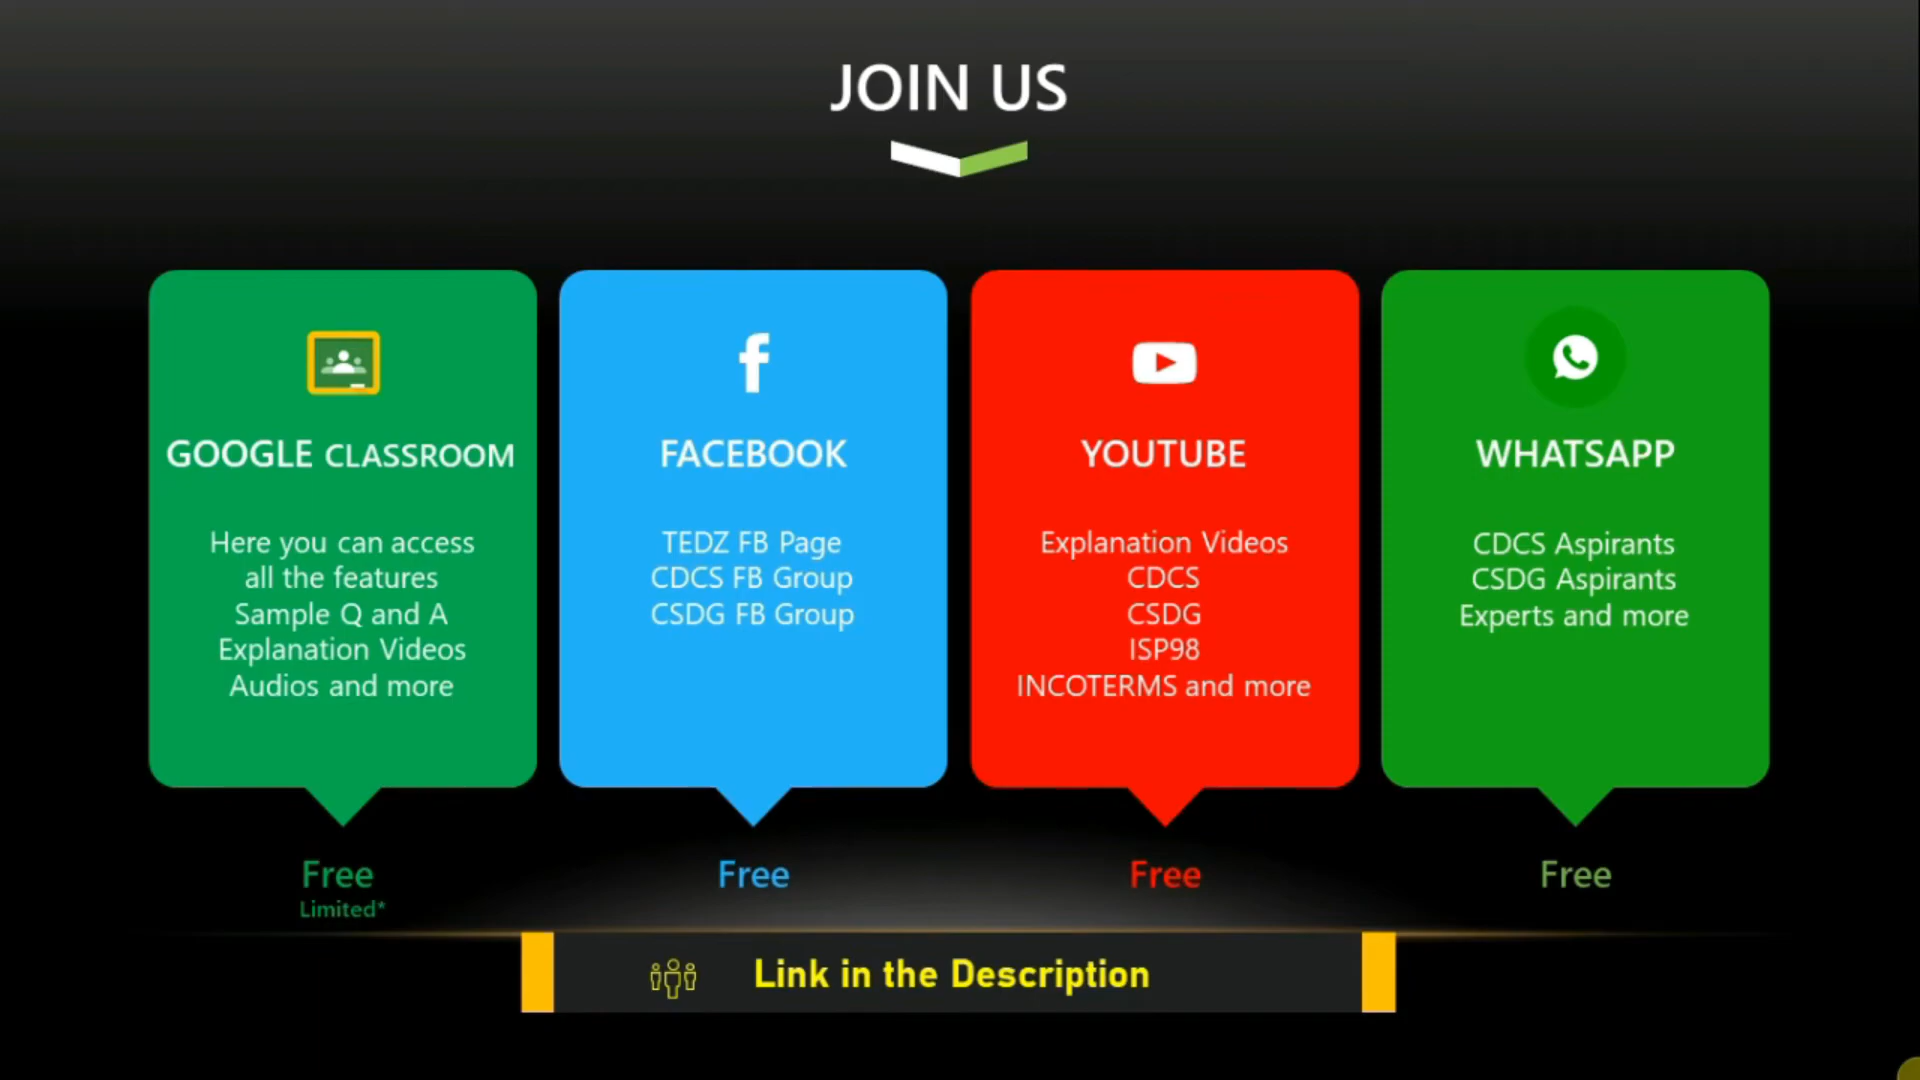 JOIN US
GOOGLE CLASSROOM
Here you can access
all the features
Sample Q and A
Explanation Videos
Audios and more
Free
Limited*
FACEBOOK
TEDZ FB Page
CDCS FB Group
CSDG FB Group
Free
YOUTUBE
Explanation Videos
CDCS
CSDG
ISP98
INCOTERMS and more
Free
WHATSAPP
CDCS Aspirants
CSDG Aspirants
Experts and more
Free
Link in the Description